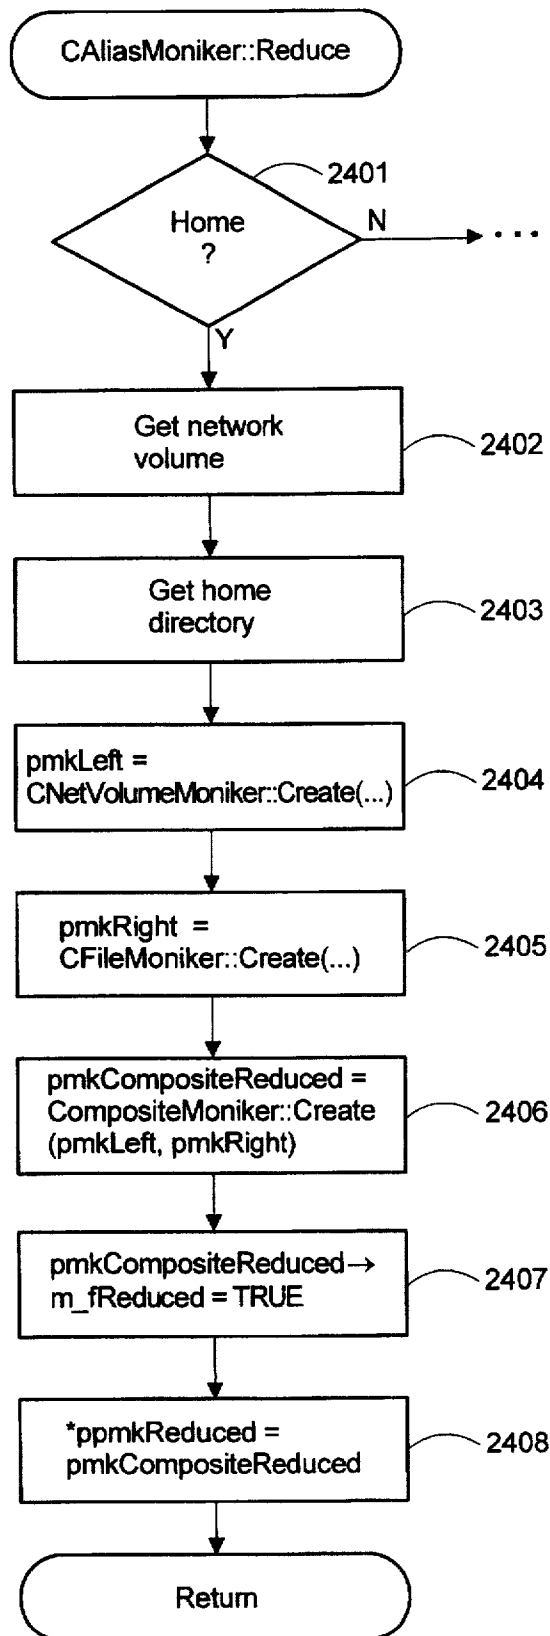 CAliasMoniker::Reduce
2401
Home
?
N
...
Y
Get network
volume
2402
Get home
directory
2403
pmkLeft =
CNetVolumeMoniker::Create(...)
2404
pmkRight =
CFileMoniker::Create(...)
2405
pmkCompositeReduced =
CompositeMoniker::Create
(pmkLeft, pmkRight)
2406
pmkCompositeReduced→
m_fReduced = TRUE
2407
*ppmkReduced =
pmkCompositeReduced
2408
Return